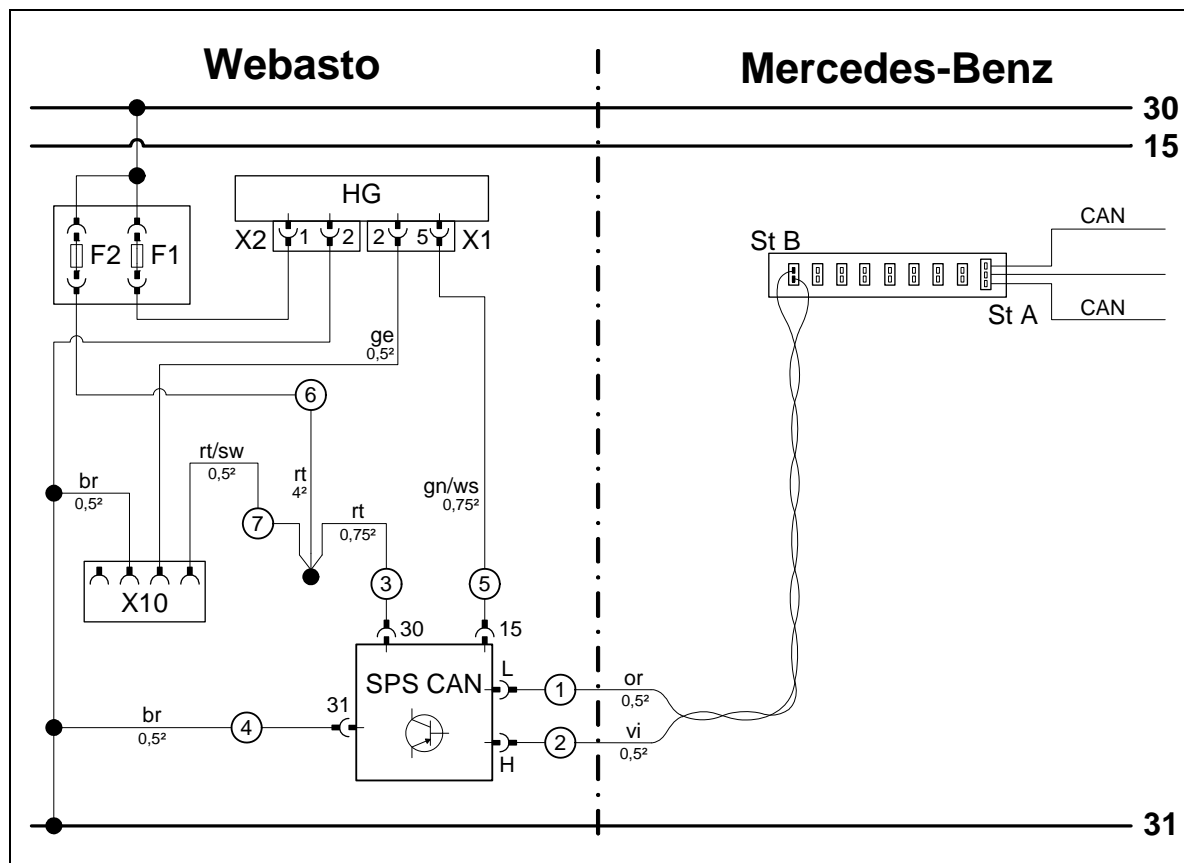 Webasto
Mercedes-Benz
30
15
HG
CAN
X2
1
2
2
5
X1
St B
F2
F1
CAN
St A
ge
0,5²
6
rt/sw
0,5²
br
0,5²
rt
4²
gn/ws
0,75²
7
rt
0,75²
3
5
X10
30
15
SPS CAN
L
1
or
0,5²
31
br
0,5²
4
H
2
vi
0,5²
31